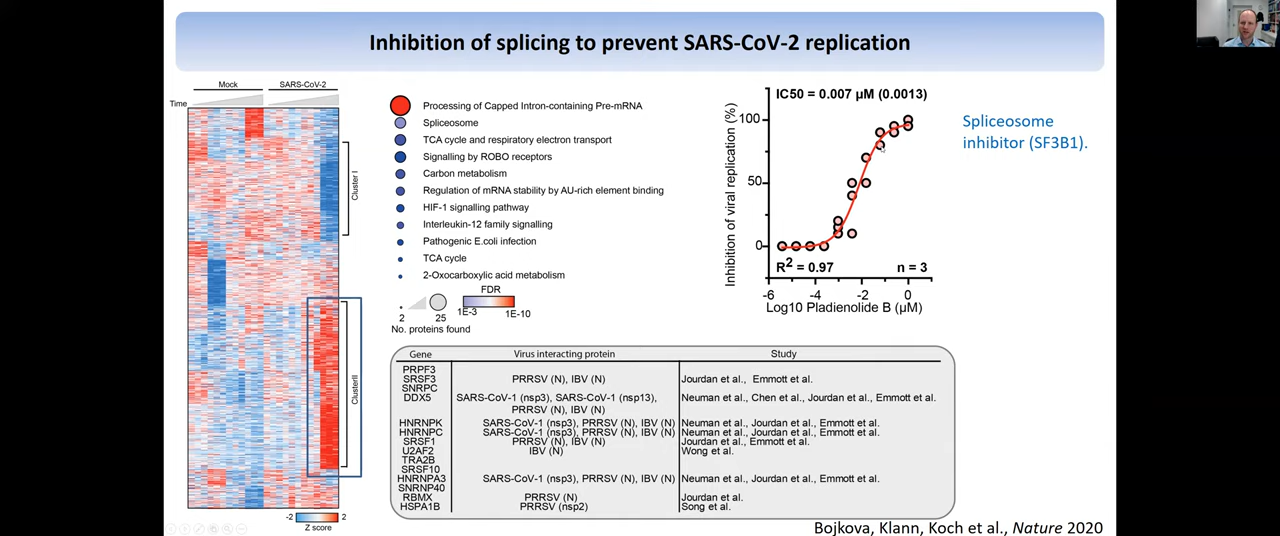 Inhibition of splicing to prevent SARS-CoV-2 replication
Mock SARS-CoV-2
Time
Cluster I
ClusterII
-2 2
Z score
Processing of Capped Intron-containing Pre-mRNA
Spliceosome
TCA cycle and respiratory electron transport
Signalling by ROBO receptors
Carbon metabolism
Regulation of mRNA stability by AU-rich element binding
HIF-1 signalling pathway
Interleukin-12 family signalling
Pathogenic E.coli infection
TCA cycle
2-Oxocarboxylic acid metabolism
FDR
2 25 1E-3 1E-10
No. proteins found
IC50 = 0.007 µM (0.0013)
Inhibition of viral replication (%)
100
50
0
R2 = 0.97 n = 3
-6 -4 -2 0
Log10 Pladienolide B (µM)
Spliceosome
inhibitor (SF3B1).
Gene Virus interacting protein Study
PRPF3
SRSF3 PRRSV (N), IBV (N) Jourdan et al., Emmott et al.
SNRPC
DDX5 SARS-CoV-1 (nsp3), SARS-CoV-1 (nsp13), Neuman et al., Chen et al., Jourdan et al., Emmott et al.
PRRSV (N), IBV (N)
HNRNPK SARS-CoV-1 (nsp3), PRRSV (N), IBV (N) Neuman et al., Jourdan et al., Emmott et al.
HNRNPC SARS-CoV-1 (nsp3), PRRSV (N), IBV (N) Neuman et al., Jourdan et al., Emmott et al.
SRSF1 PRRSV (N), IBV (N) Jourdan et al., Emmott et al.
U2AF2 IBV (N) Wong et al.
TRA2B
SRSF10
HNRNPA3 SARS-CoV-1 (nsp3), PRRSV (N), IBV (N) Neuman et al., Jourdan et al., Emmott et al.
SNRNP40
RBMX PRRSV (N) Jourdan et al.
HSPA1B PRRSV (nsp2) Song et al.
Bojkova, Klann, Koch et al., Nature 2020